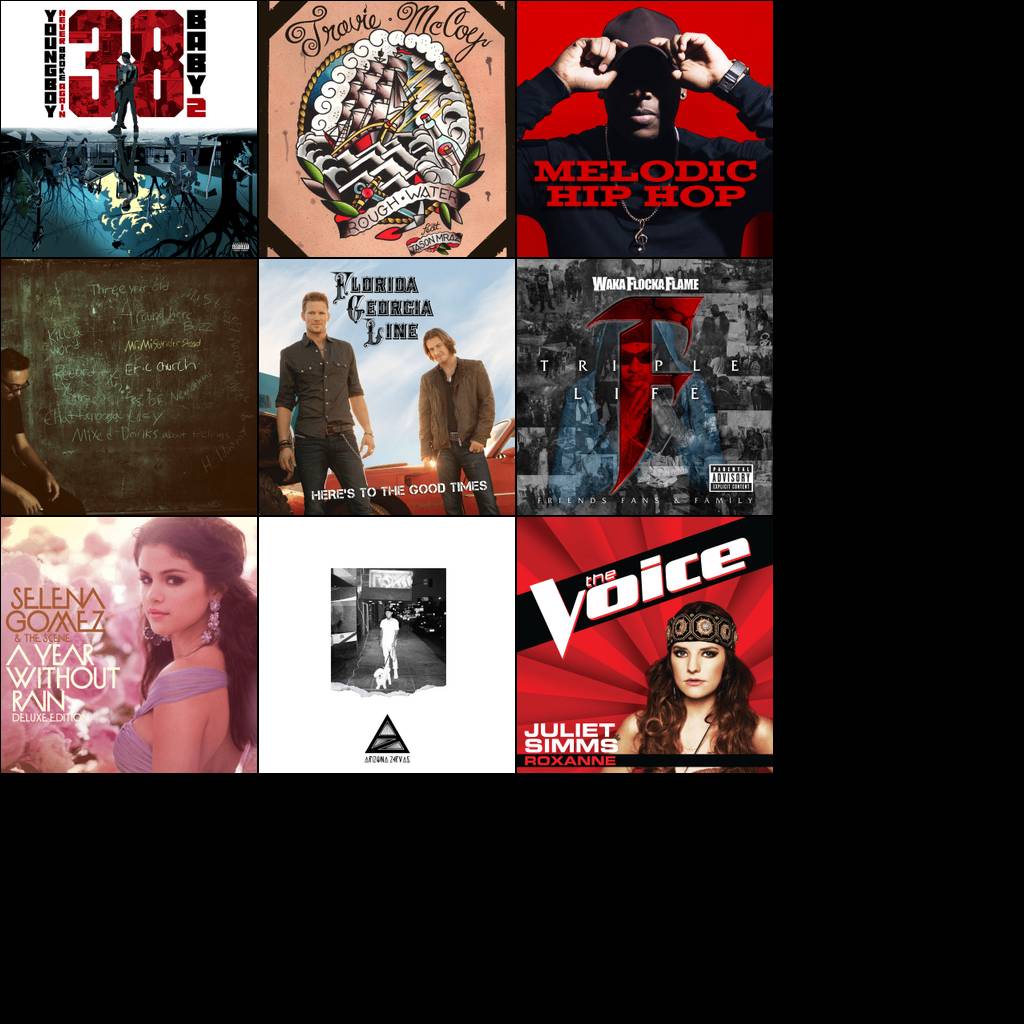 YOUNGBOY
NEVER BROKE AGAIN
38
BABY 2
Travie McCoy
ROUGH WATER
feat
JASON MRAZ
MELODIC
HIP HOP
Three year old
Round here
Buzz
Mr. Misunderstood
Eric Church
Chattanooga Lucy
Mixed Drinks about feelings
FLORIDA
GEORGIA
LINE
HERE'S TO THE GOOD TIMES
WAKA FLOCKA FLAME
F
TRIPLE
LIFE
PARENTAL
ADVISORY
EXPLICIT CONTENT
FRIENDS FANS & FAMILY
SELENA
GOMEZ
& THE SCENE
A YEAR
WITHOUT
RAIN
DELUXE EDITION
ARIZONA ZERVAS
the
Voice
JULIET
SIMMS
ROXANNE